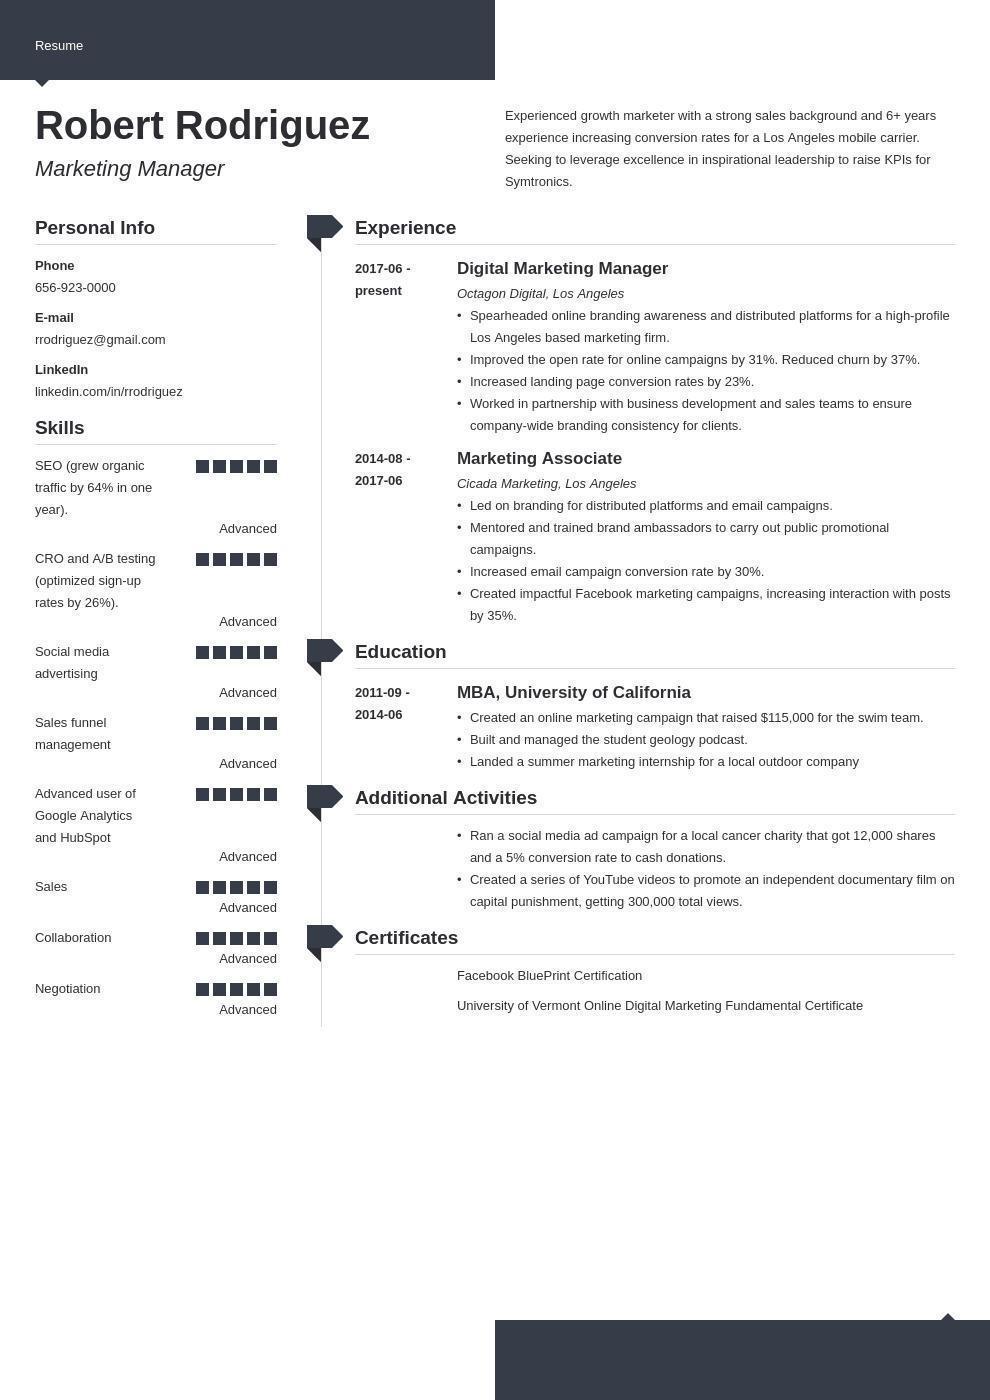 Resume
Robert Rodriguez
Marketing Manager
Experienced growth marketer with a strong sales background and 6+ years
experience increasing conversion rates for a Los Angeles mobile carrier.
Seeking to leverage excellence in inspirational leadership to raise KPIs for
Symtronics.
Personal Info
Phone
656-923-0000
E-mail
rrodriguez@gmail.com
LinkedIn
linkedin.com/in/rrodriguez
Skills
SEO (grew organic
traffic by 64% in one
year).
Advanced
CRO and A/B testing
(optimized sign-up
rates by 26%).
Advanced
Social media
advertising
Advanced
Sales funnel
management
Advanced
Advanced user of
Google Analytics
and HubSpot
Advanced
Sales
Advanced
Collaboration
Advanced
Negotiation
Advanced
Experience
2017-06 -
present
Digital Marketing Manager
Octagon Digital, Los Angeles
• Spearheaded online branding awareness and distributed platforms for a high-profile
Los Angeles based marketing firm.
• Improved the open rate for online campaigns by 31%. Reduced churn by 37%.
• Increased landing page conversion rates by 23%.
• Worked in partnership with business development and sales teams to ensure
company-wide branding consistency for clients.
2014-08 -
2017-06
Marketing Associate
Cicada Marketing, Los Angeles
• Led on branding for distributed platforms and email campaigns.
• Mentored and trained brand ambassadors to carry out public promotional
campaigns.
• Increased email campaign conversion rate by 30%.
• Created impactful Facebook marketing campaigns, increasing interaction with posts
by 35%.
Education
2011-09 -
2014-06
MBA, University of California
• Created an online marketing campaign that raised $115,000 for the swim team.
• Built and managed the student geology podcast.
• Landed a summer marketing internship for a local outdoor company
Additional Activities
• Ran a social media ad campaign for a local cancer charity that got 12,000 shares
and a 5% conversion rate to cash donations.
• Created a series of YouTube videos to promote an independent documentary film on
capital punishment, getting 300,000 total views.
Certificates
Facebook BluePrint Certification
University of Vermont Online Digital Marketing Fundamental Certificate